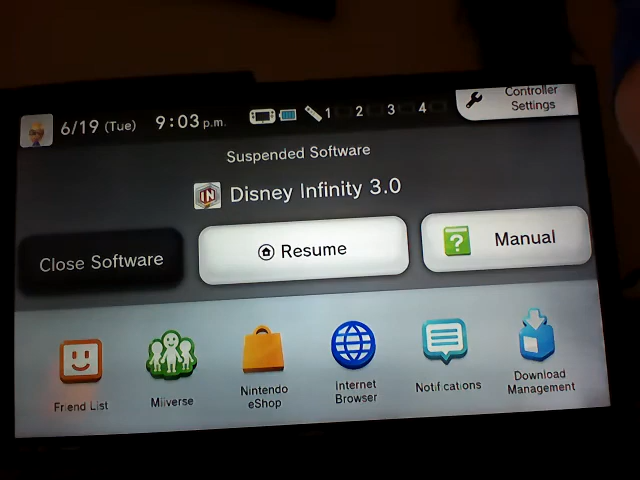 6/19 (Tue) 9:03 p.m. 1 2 3 4
Controller
Settings
Suspended Software
IN Disney Infinity 3.0
Close Software
Resume
? Manual
Friend List
Miiverse
Nintendo
eShop
Internet
Browser
Notifications
Download
Management